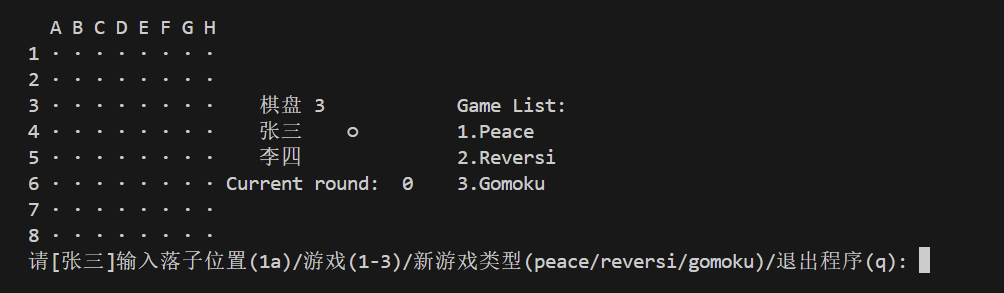 A B C D E F G H
1 · · · · · · · ·
2 · · · · · · · ·
3 · · · · · · · · 棋盘 3 Game List:
4 · · · · · · · · 张三 ○ 1.Peace
5 · · · · · · · · 李四 2.Reversi
6 · · · · · · · · Current round: 0 3.Gomoku
7 · · · · · · · ·
8 · · · · · · · ·
请[张三]输入落子位置(1a)/游戏(1-3)/新游戏类型(peace/reversi/gomoku)/退出程序(q):